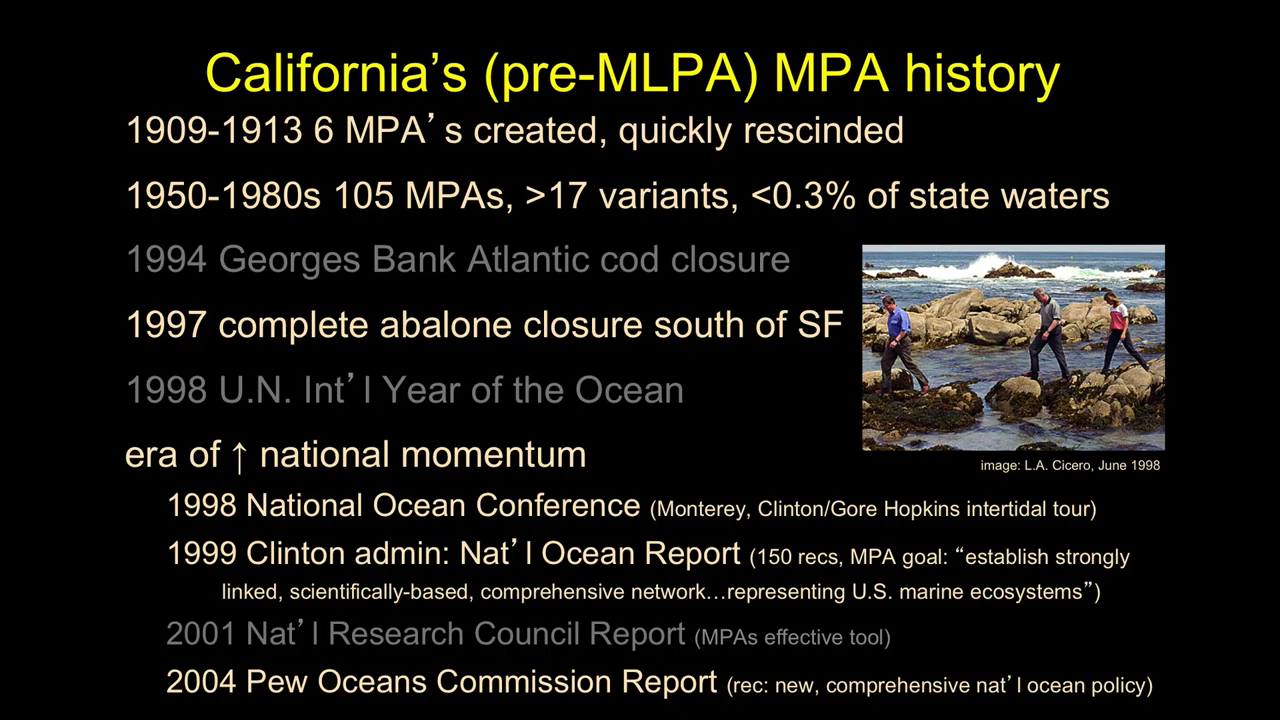 California’s (pre-MLPA) MPA history
1909-1913 6 MPA’s created, quickly rescinded
1950-1980s 105 MPAs, >17 variants, <0.3% of state waters
1994 Georges Bank Atlantic cod closure
1997 complete abalone closure south of SF
1998 U.N. Int’l Year of the Ocean
era of ↑ national momentum
image: L.A. Cicero, June 1998
1998 National Ocean Conference (Monterey, Clinton/Gore Hopkins intertidal tour)
1999 Clinton admin: Nat’l Ocean Report (150 recs, MPA goal: “establish strongly
linked, scientifically-based, comprehensive network…representing U.S. marine ecosystems”)
2001 Nat’l Research Council Report (MPAs effective tool)
2004 Pew Oceans Commission Report (rec: new, comprehensive nat’l ocean policy)